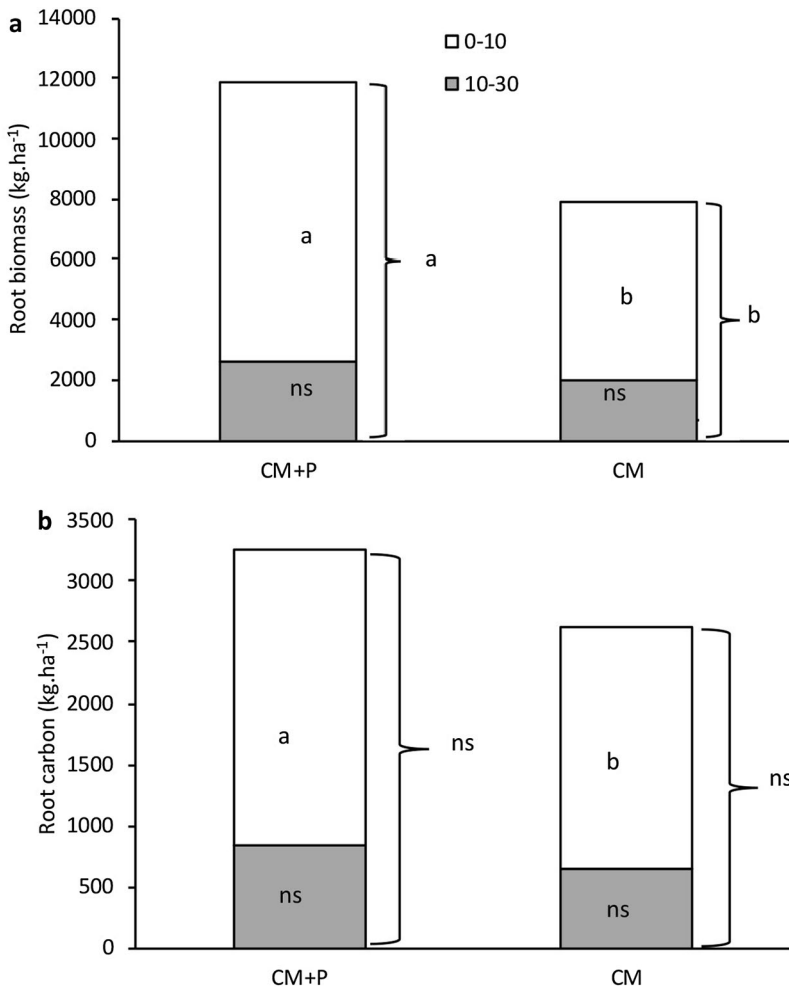 a
14000
12000
10000
8000
6000
4000
2000
0
Root biomass (kg.ha⁻¹)
0-10
10-30
a
ns
a
b
ns
b
CM+P
CM
b
3500
3000
2500
2000
1500
1000
500
0
Root carbon (kg.ha⁻¹)
a
ns
ns
b
ns
ns
CM+P
CM